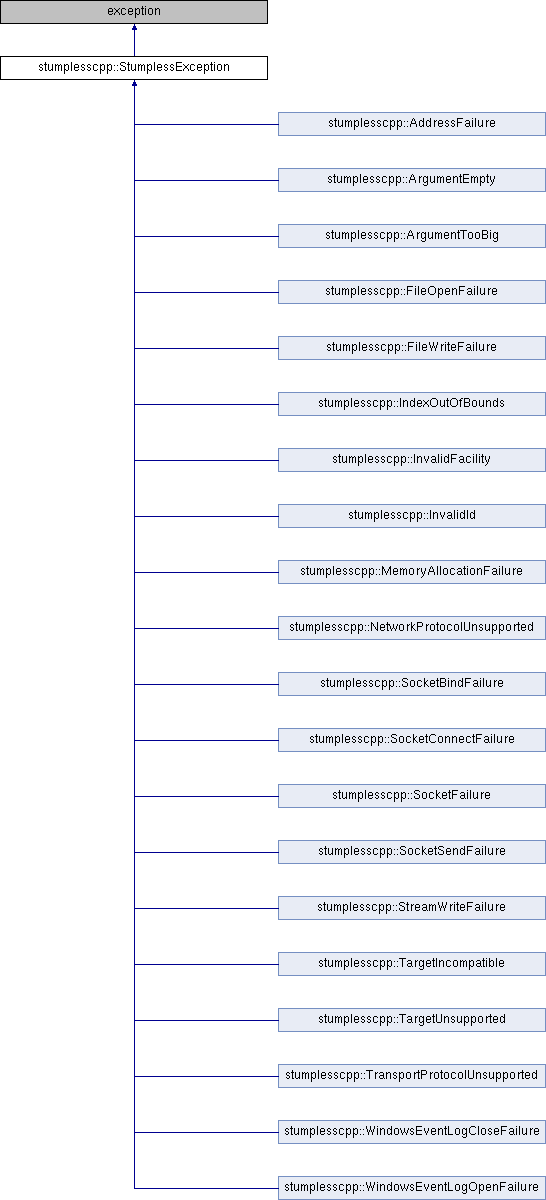 exception
stumplesscpp::StumplessException
stumplesscpp::AddressFailure
stumplesscpp::ArgumentEmpty
stumplesscpp::ArgumentTooBig
stumplesscpp::FileOpenFailure
stumplesscpp::FileWriteFailure
stumplesscpp::IndexOutOfBounds
stumplesscpp::InvalidFacility
stumplesscpp::InvalidId
stumplesscpp::MemoryAllocationFailure
stumplesscpp::NetworkProtocolUnsupported
stumplesscpp::SocketBindFailure
stumplesscpp::SocketConnectFailure
stumplesscpp::SocketFailure
stumplesscpp::SocketSendFailure
stumplesscpp::StreamWriteFailure
stumplesscpp::TargetIncompatible
stumplesscpp::TargetUnsupported
stumplesscpp::TransportProtocolUnsupported
stumplesscpp::WindowsEventLogCloseFailure
stumplesscpp::WindowsEventLogOpenFailure